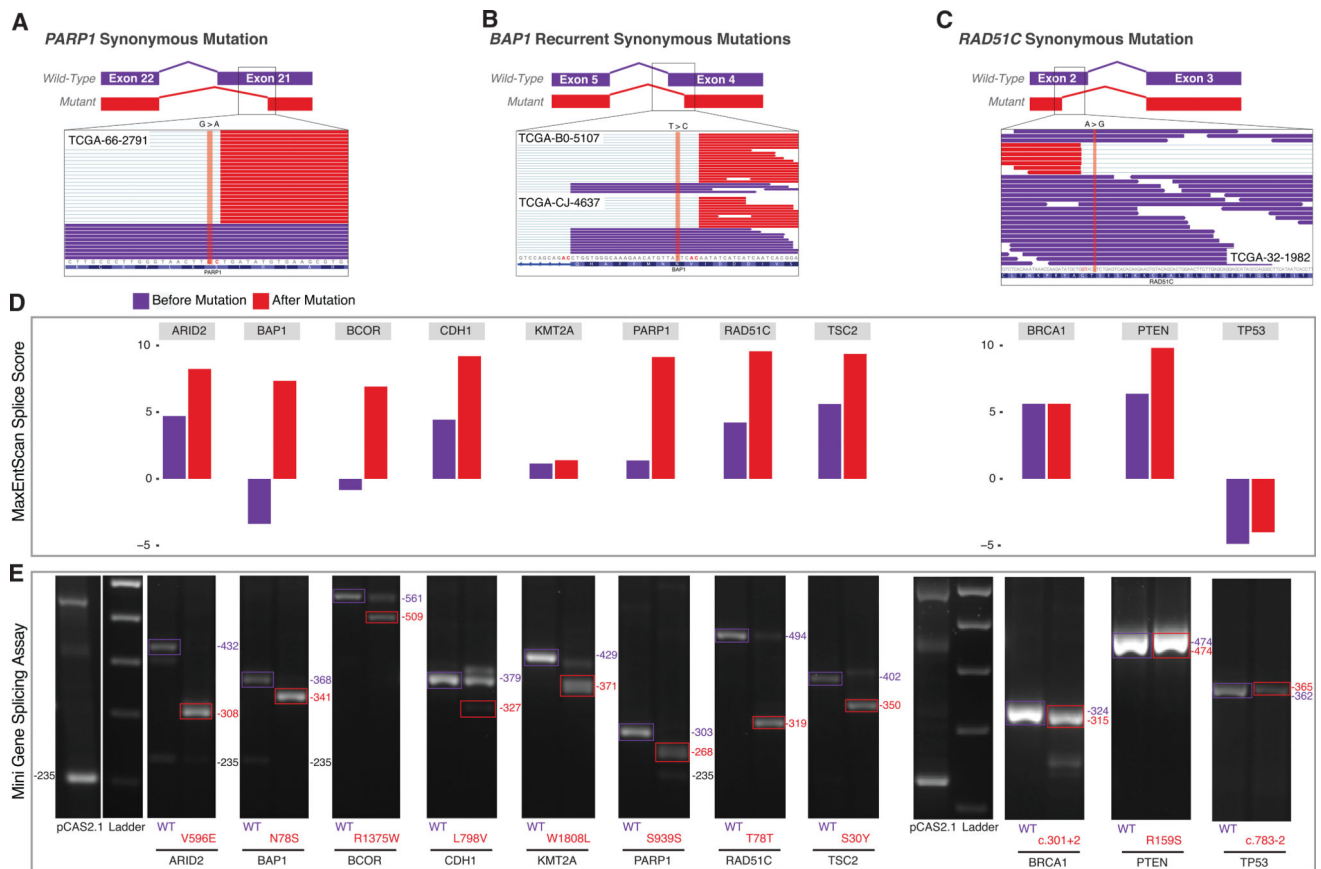 A
PARP1 Synonymous Mutation
Wild-Type Exon 22 Exon 21
Mutant
G > A
TCGA-66-2791
PARP1
B
BAP1 Recurrent Synonymous Mutations
Wild-Type Exon 5 Exon 4
Mutant
T > C
TCGA-B0-5107
TCGA-CJ-4637
BAP1
C
RAD51C Synonymous Mutation
Wild-Type Exon 2 Exon 3
Mutant
A > G
TCGA-32-1982
RAD51C
Before Mutation After Mutation
D
ARID2 BAP1 BCOR CDH1 KMT2A PARP1 RAD51C TSC2 BRCA1 PTEN TP53
MaxEntScan Splice Score
10 10
5 5
0 0
−5 −5
E
Mini Gene Splicing Assay
-235
-432
-308
-235
-368
-341
-235
-561
-509
-379
-327
-429
-371
-303
-268
-235
-494
-319
-402
-350
-324
-315
-474
-474
-365
-362
pCAS2.1 Ladder WT WT WT WT WT WT WT WT pCAS2.1 Ladder WT WT WT
V596E N78S R1375W L798V W1808L S939S T78T S30Y c.301+2 R159S c.783-2
ARID2 BAP1 BCOR CDH1 KMT2A PARP1 RAD51C TSC2 BRCA1 PTEN TP53